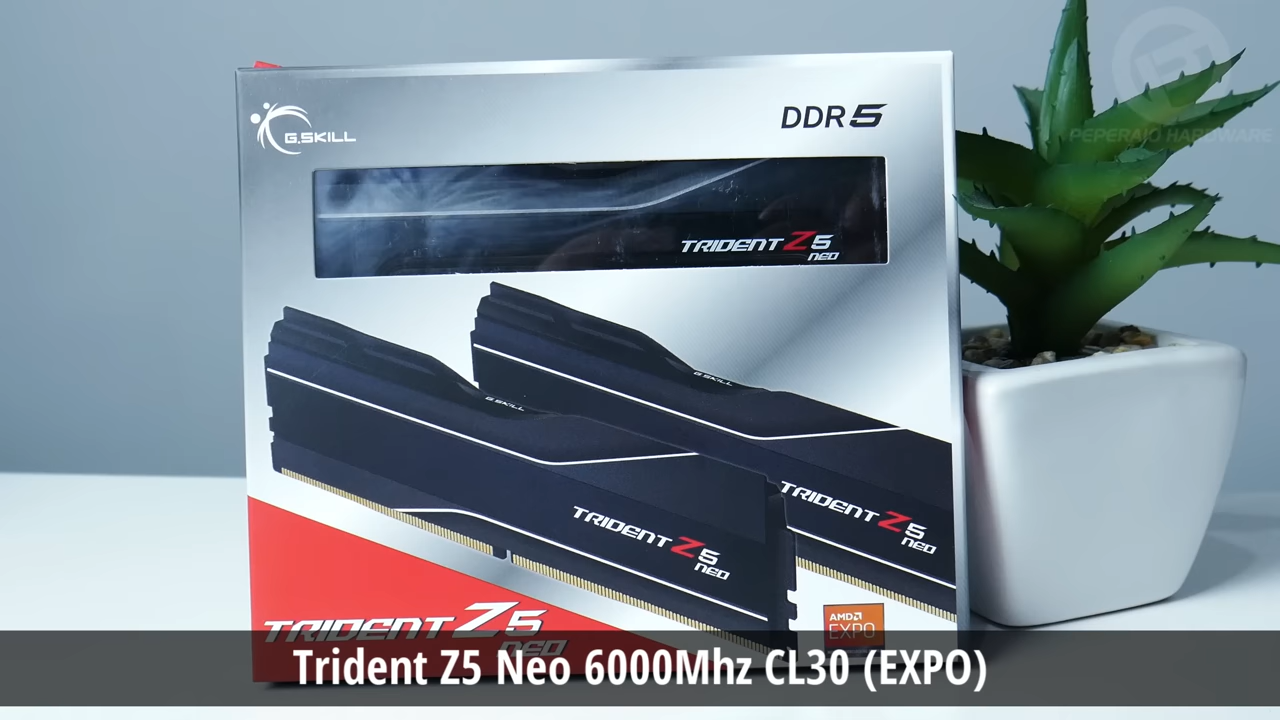 PEPERAIO HARDWARE
G.SKILL
DDR5
TRIDENT Z5
NEO
G.SKILL
G.SKILL
TRIDENT Z5
NEO
TRIDENT Z5
NEO
AMD
EXPO
TRIDENT Z5
NEO
Trident Z5 Neo 6000Mhz CL30 (EXPO)